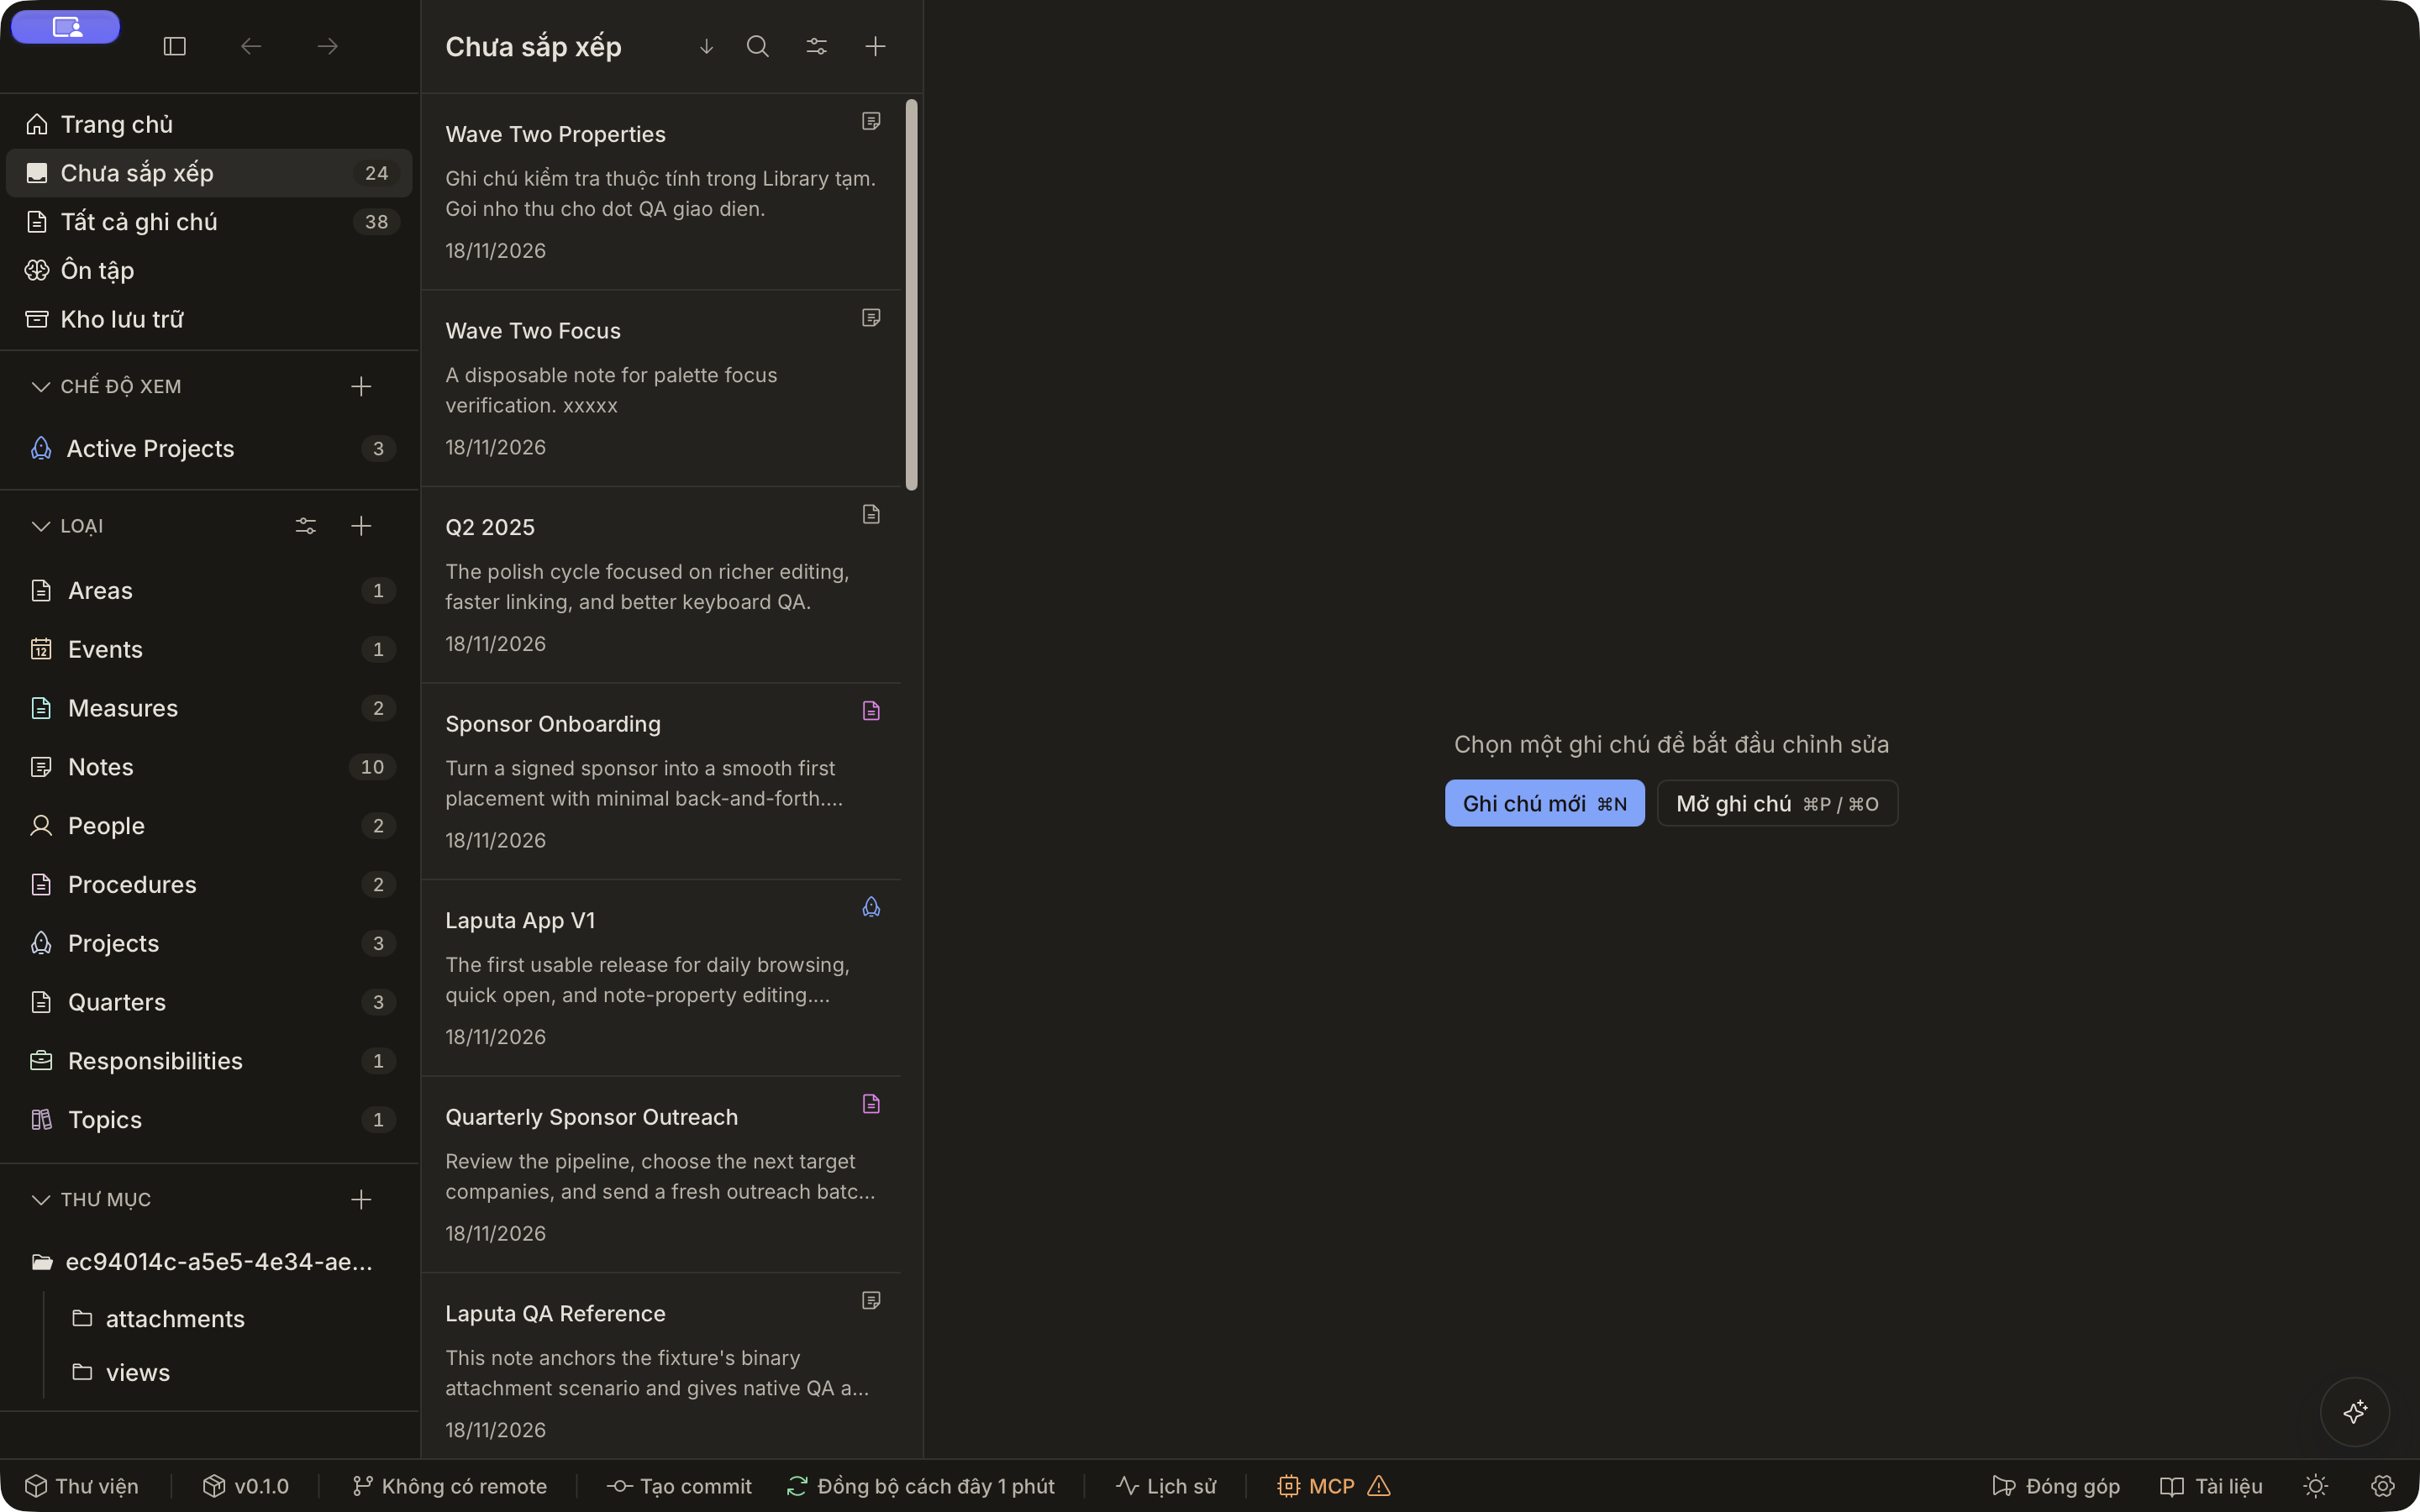 Trang chủ
Chưa sắp xếp 24
Tất cả ghi chú 38
Ôn tập
Kho lưu trữ
CHẾ ĐỘ XEM
Active Projects 3
LOẠI
Areas 1
Events 1
Measures 2
Notes 10
People 2
Procedures 2
Projects 3
Quarters 3
Responsibilities 1
Topics 1
THƯ MỤC
ec94014c-a5e5-4e34-ae...
attachments
views
Chưa sắp xếp
Wave Two Properties
Ghi chú kiểm tra thuộc tính trong Library tạm.
Goi nho thu cho dot QA giao dien.
18/11/2026
Wave Two Focus
A disposable note for palette focus
verification. xxxxx
18/11/2026
Q2 2025
The polish cycle focused on richer editing,
faster linking, and better keyboard QA.
18/11/2026
Sponsor Onboarding
Turn a signed sponsor into a smooth first
placement with minimal back-and-forth....
18/11/2026
Laputa App V1
The first usable release for daily browsing,
quick open, and note-property editing....
18/11/2026
Quarterly Sponsor Outreach
Review the pipeline, choose the next target
companies, and send a fresh outreach batc...
18/11/2026
Laputa QA Reference
This note anchors the fixture's binary
attachment scenario and gives native QA a...
18/11/2026
Chọn một ghi chú để bắt đầu chỉnh sửa
Ghi chú mới ⌘N Mở ghi chú ⌘P / ⌘O
Thư viện v0.1.0 Không có remote Tạo commit Đồng bộ cách đây 1 phút Lịch sử MCP Đóng góp Tài liệu